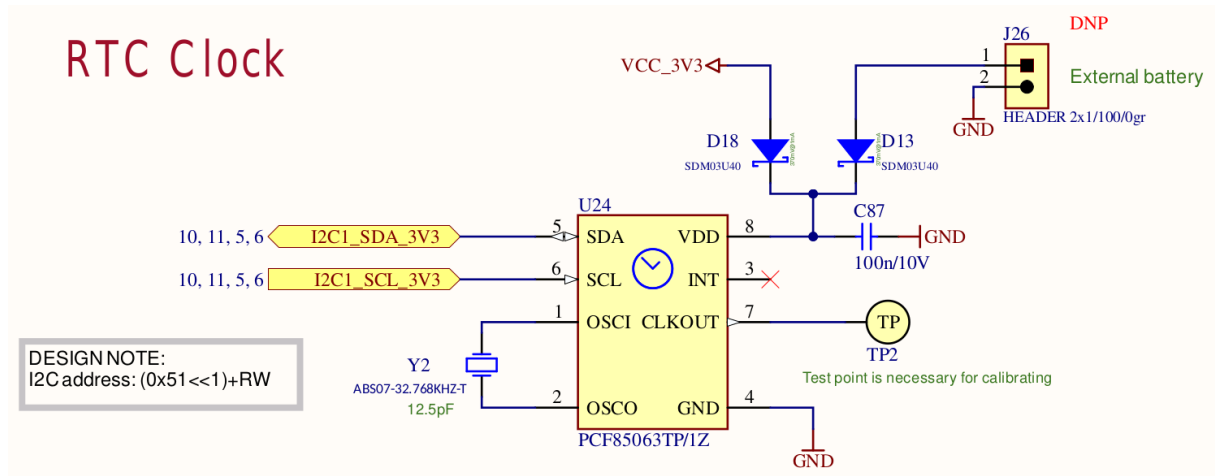 RTC Clock
DNP
J26
VCC_3V3
1
2
External battery
GND
HEADER 2x1/100/0gr
D18
SDM03U40
D13
SDM03U40
U24
C87
10, 11, 5, 6
I2C1_SDA_3V3
5
SDA
VDD
8
GND
100n/10V
10, 11, 5, 6
I2C1_SCL_3V3
6
SCL
INT
3
1
OSCI
CLKOUT
7
TP
TP2
DESIGN NOTE:
I2C address: (0x51<<1)+RW
Y2
ABS07-32.768KHZ-T
12.5pF
Test point is necessary for calibrating
2
OSCO
GND
4
PCF85063TP/1Z
GND